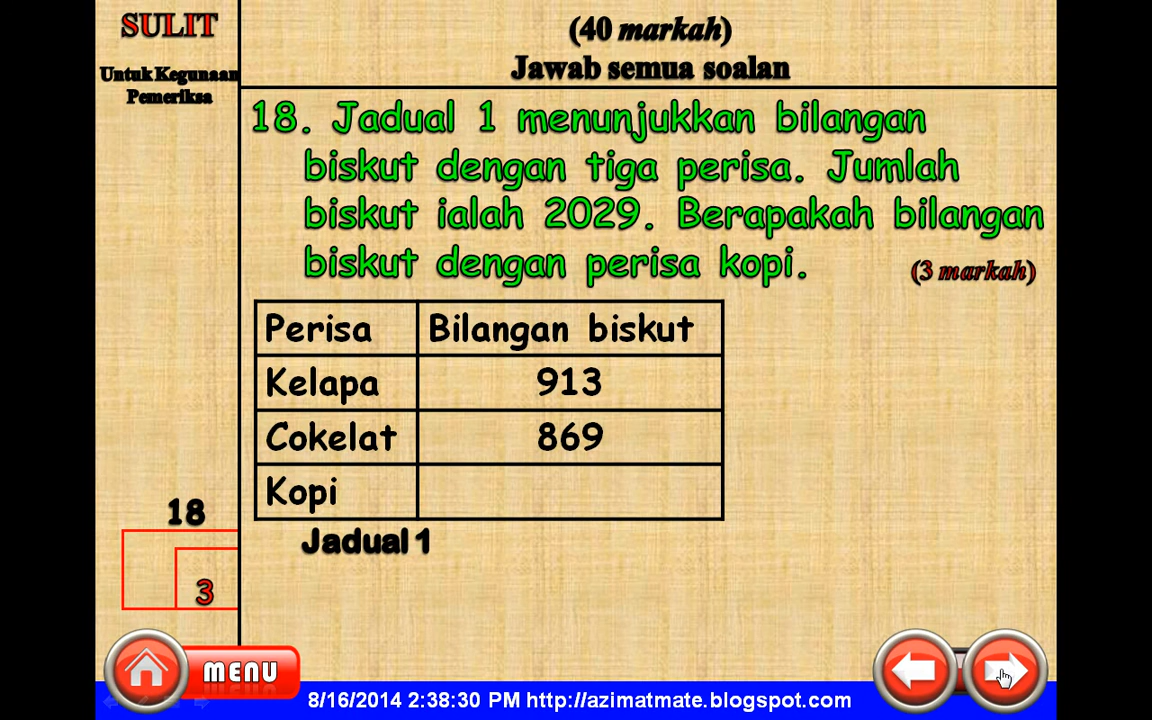 SULIT
Untuk Kegunaan
Pemeriksa
(40 markah)
Jawab semua soalan
18. Jadual 1 menunjukkan bilangan
biskut dengan tiga perisa. Jumlah
biskut ialah 2029. Berapakah bilangan
biskut dengan perisa kopi.
(3 markah)
Perisa Bilangan biskut
Kelapa 913
Cokelat 869
Kopi
Jadual 1
18
3
MENU
8/16/2014 2:38:30 PM http://azimatmate.blogspot.com